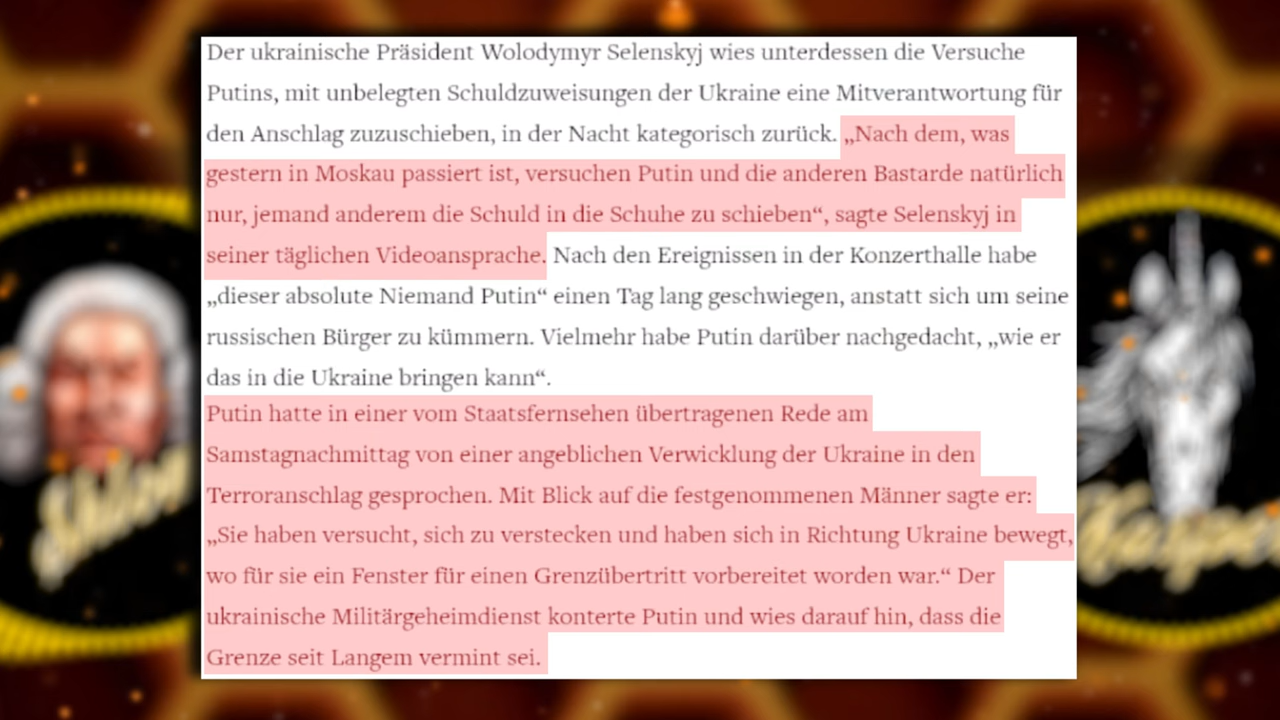 Der ukrainische Präsident Wolodymyr Selenskyj wies unterdessen die Versuche
Putins, mit unbelegten Schuldzuweisungen der Ukraine eine Mitverantwortung für
den Anschlag zuzuschieben, in der Nacht kategorisch zurück. „Nach dem, was
gestern in Moskau passiert ist, versuchen Putin und die anderen Bastarde natürlich
nur, jemand anderem die Schuld in die Schuhe zu schieben“, sagte Selenskyj in
seiner täglichen Videoansprache. Nach den Ereignissen in der Konzerthalle habe
„dieser absolute Niemand Putin“ einen Tag lang geschwiegen, anstatt sich um seine
russischen Bürger zu kümmern. Vielmehr habe Putin darüber nachgedacht, „wie er
das in die Ukraine bringen kann“.
Putin hatte in einer vom Staatsfernsehen übertragenen Rede am
Samstagnachmittag von einer angeblichen Verwicklung der Ukraine in den
Terroranschlag gesprochen. Mit Blick auf die festgenommenen Männer sagte er:
„Sie haben versucht, sich zu verstecken und haben sich in Richtung Ukraine bewegt,
wo für sie ein Fenster für einen Grenzübertritt vorbereitet worden war.“ Der
ukrainische Militärgeheimdienst konterte Putin und wies darauf hin, dass die
Grenze seit Langem vermint sei.